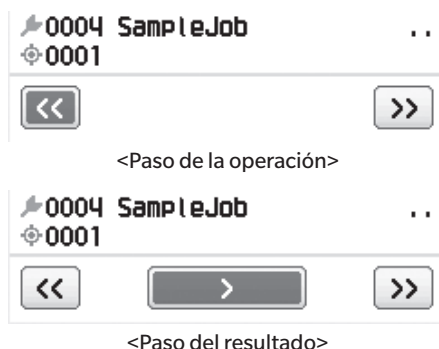 0004 SampleJob ..
0001
<< >>
<Paso de la operación>
0004 SampleJob ..
0001
<< > >>
<Paso del resultado>